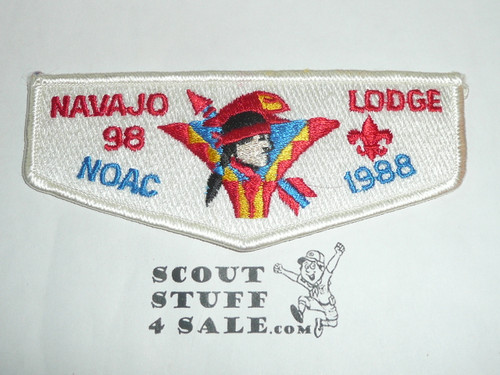 NAVAJO LODGE
98
NOAC 1988
SCOUT
STUFF
4 SALE.COM